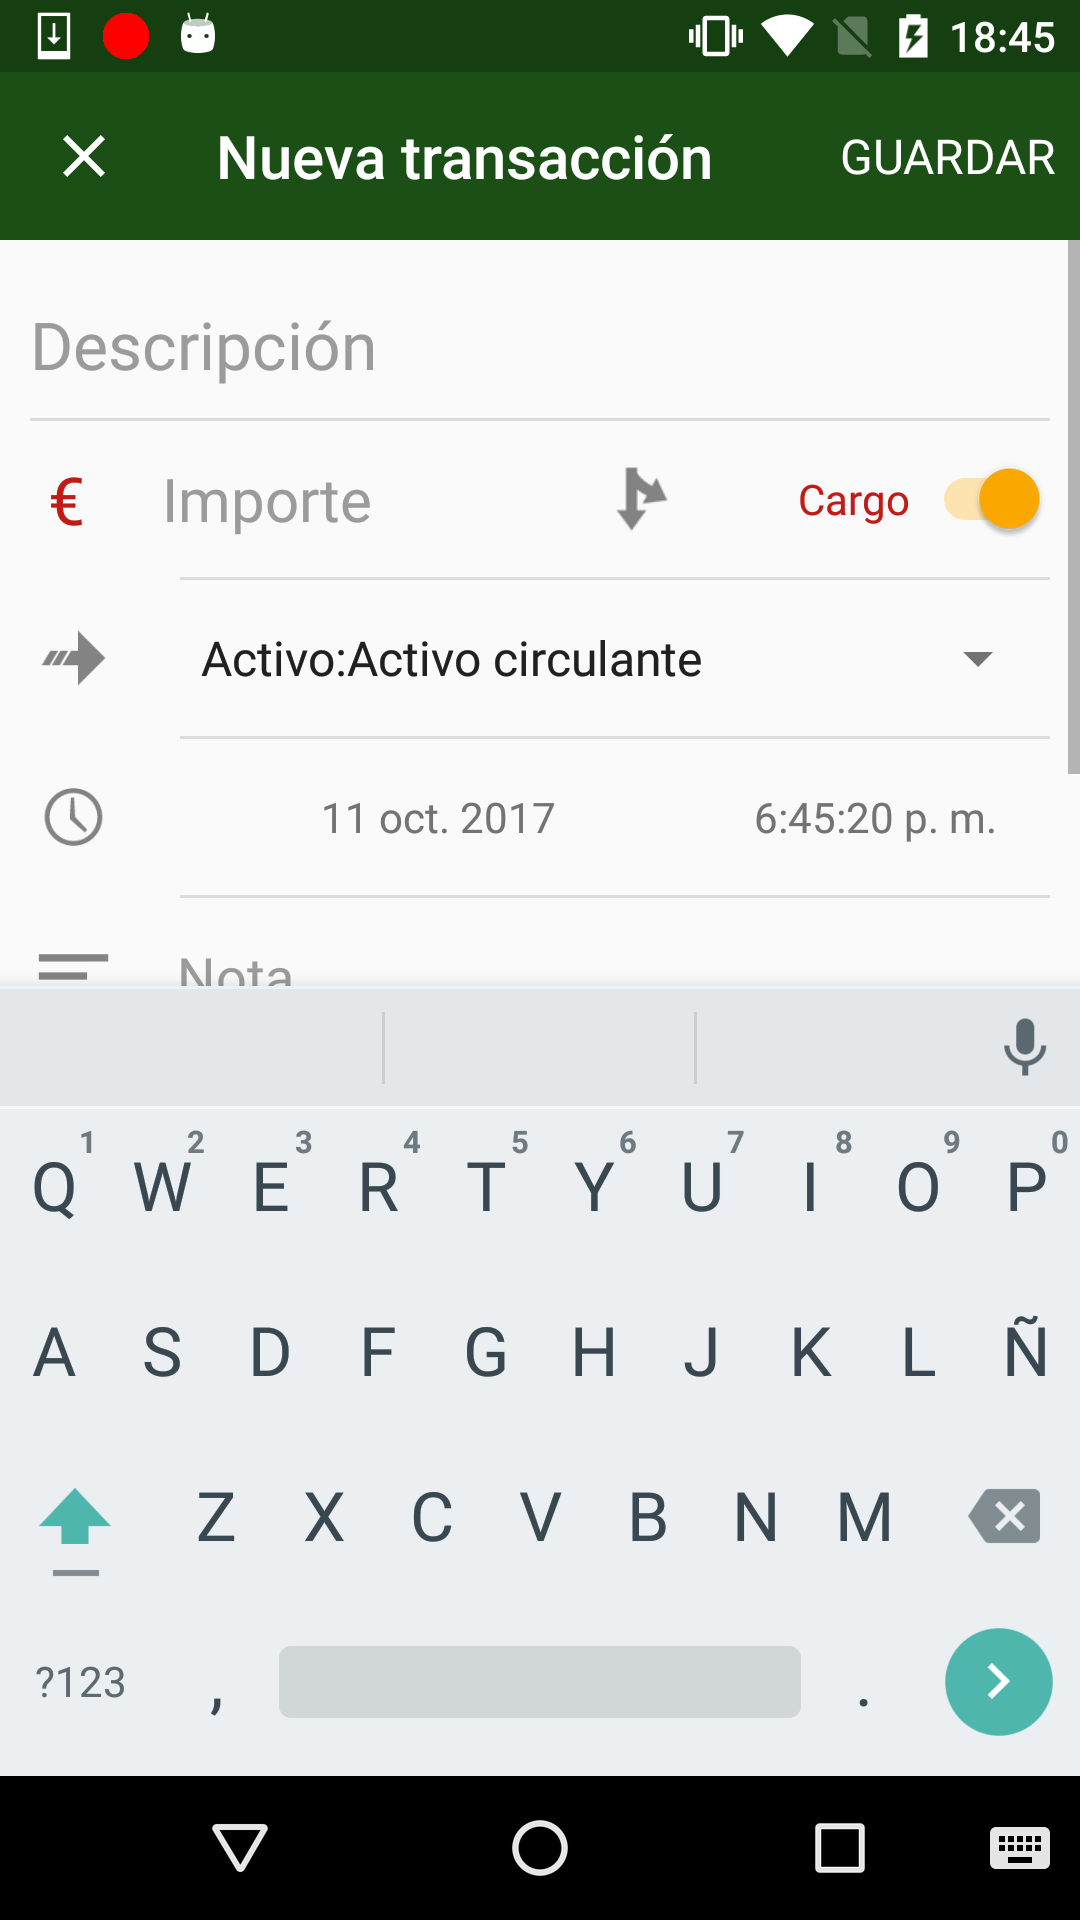 18:45
Nueva transacción GUARDAR
Descripción
€ Importe Cargo
Activo:Activo circulante
11 oct. 2017 6:45:20 p. m.
Nota
1 2 3 4 5 6 7 8 9 0
Q W E R T Y U I O P
A S D F G H J K L Ñ
Z X C V B N M
?123 , .